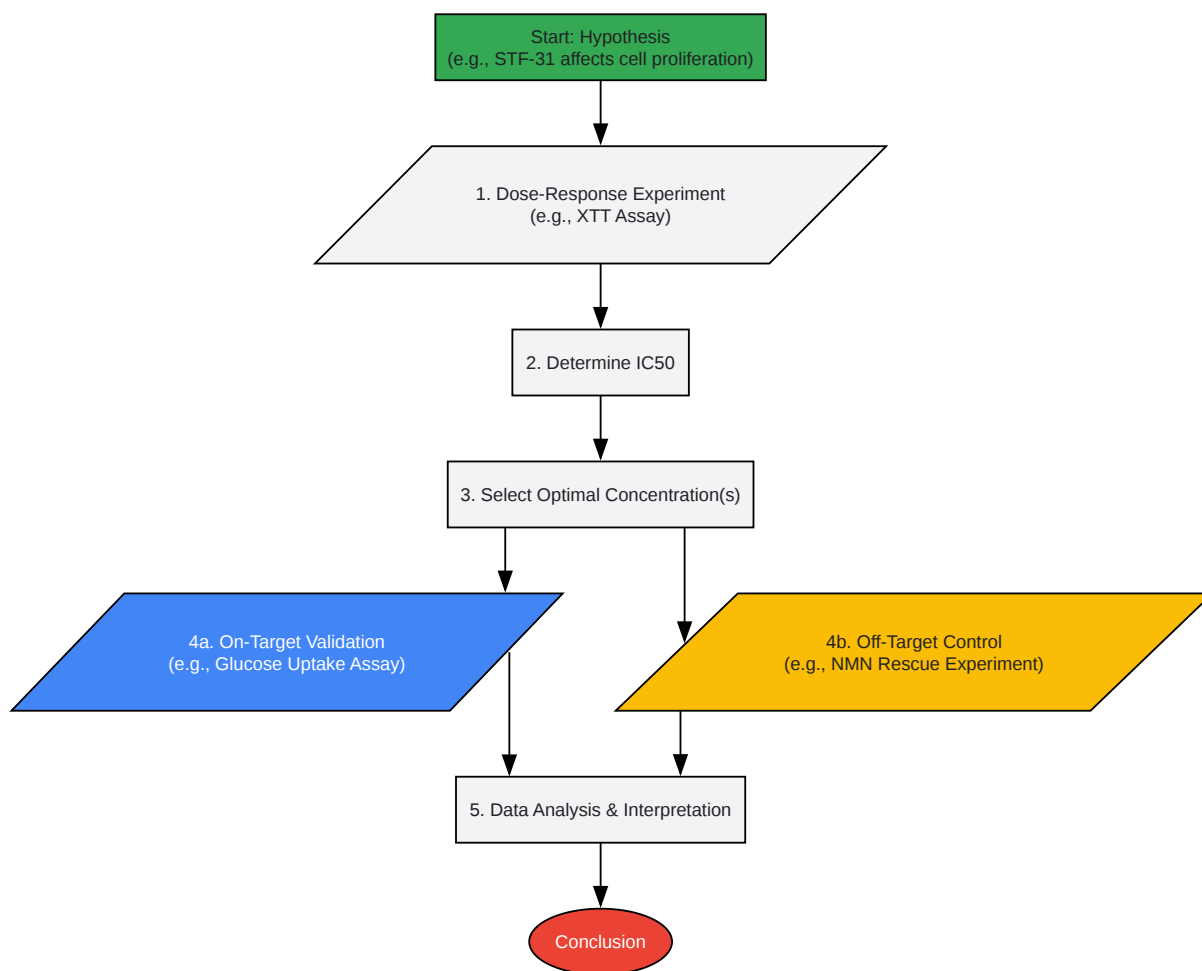 Start: Hypothesis
(e.g., STF-31 affects cell proliferation)
1. Dose-Response Experiment
(e.g., XTT Assay)
2. Determine IC50
3. Select Optimal Concentration(s)
4a. On-Target Validation
(e.g., Glucose Uptake Assay)
4b. Off-Target Control
(e.g., NMN Rescue Experiment)
5. Data Analysis & Interpretation
Conclusion